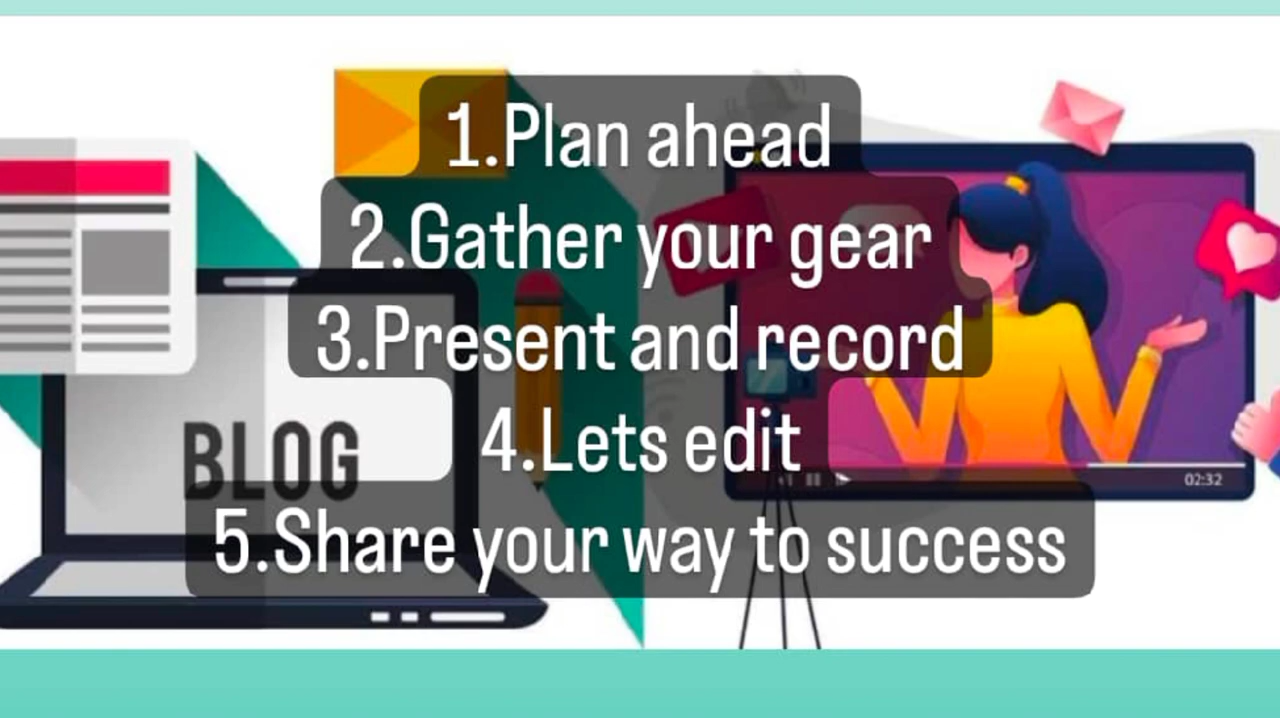 1.Plan ahead
2.Gather your gear
3.Present and record
4.Lets edit
5.Share your way to success
BLOG
02:32